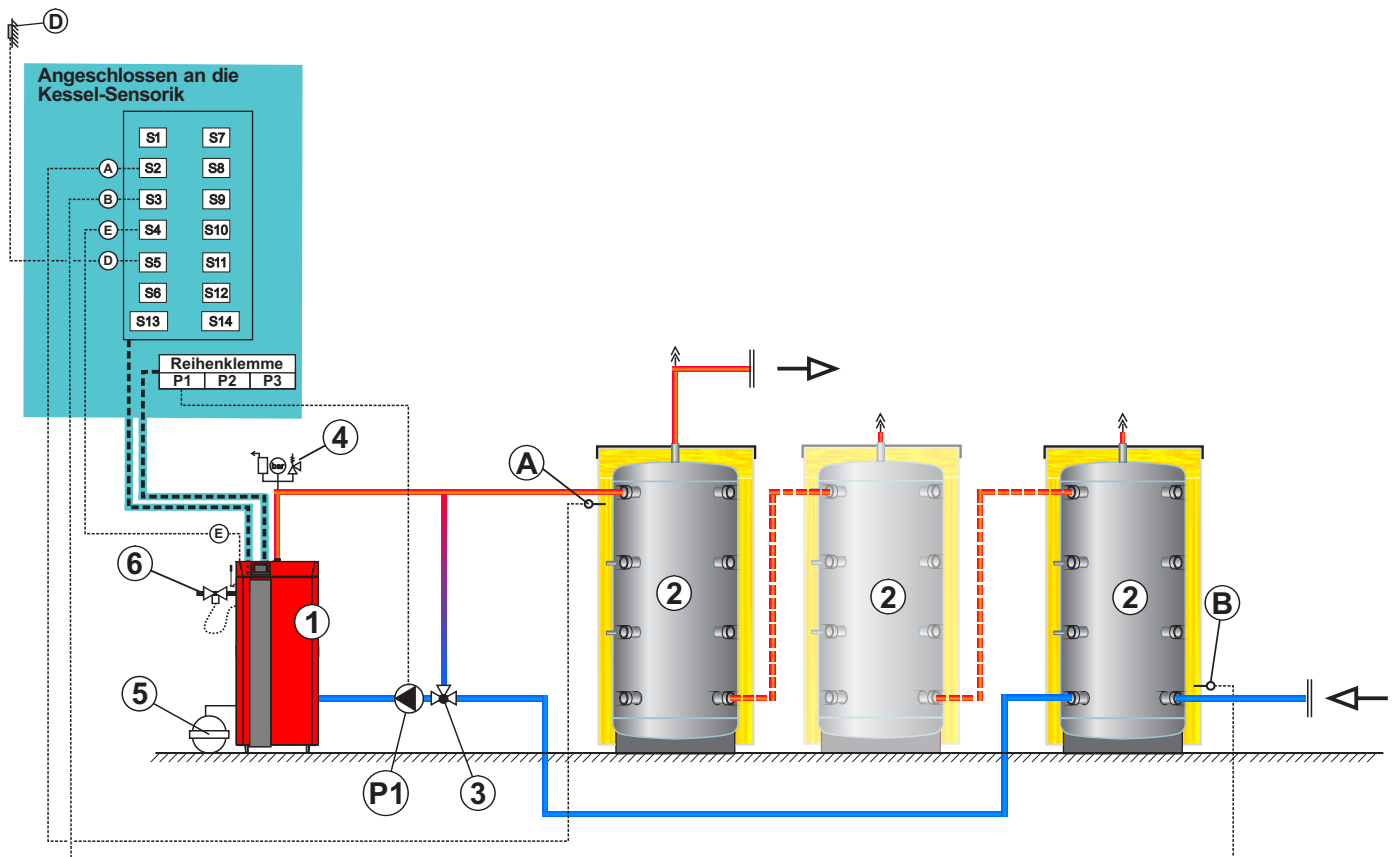 D
Angeschlossen an die
Kessel-Sensorik
S1 S7
A S2 S8
B S3 S9
E S4 S10
D S5 S11
S6 S12
S13 S14
Reihenklemme
P1 P2 P3
4
bar
A
E
6
1
2
2
2
B
5
P1
3